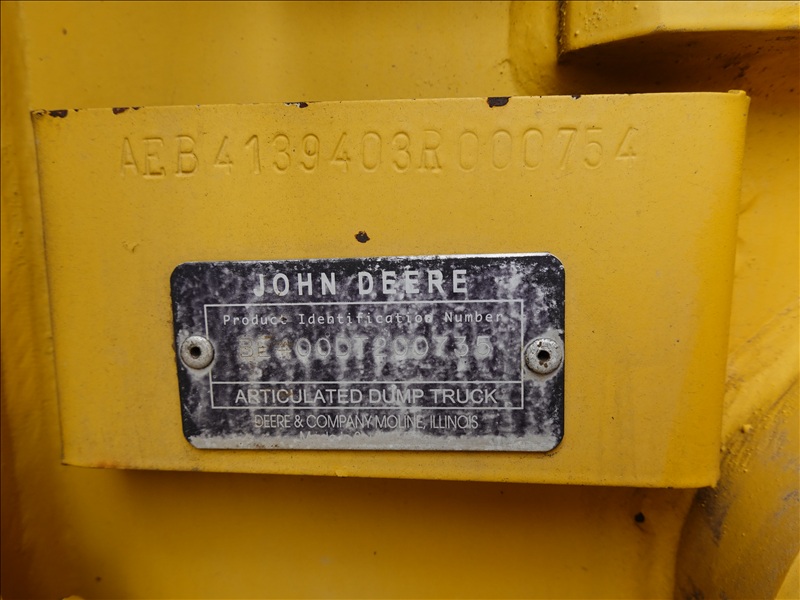 AEB4139403R000754
JOHN DEERE
Product Identification Number
ARTICULATED DUMP TRUCK
DEERE & COMPANY MOLINE, ILLINOIS